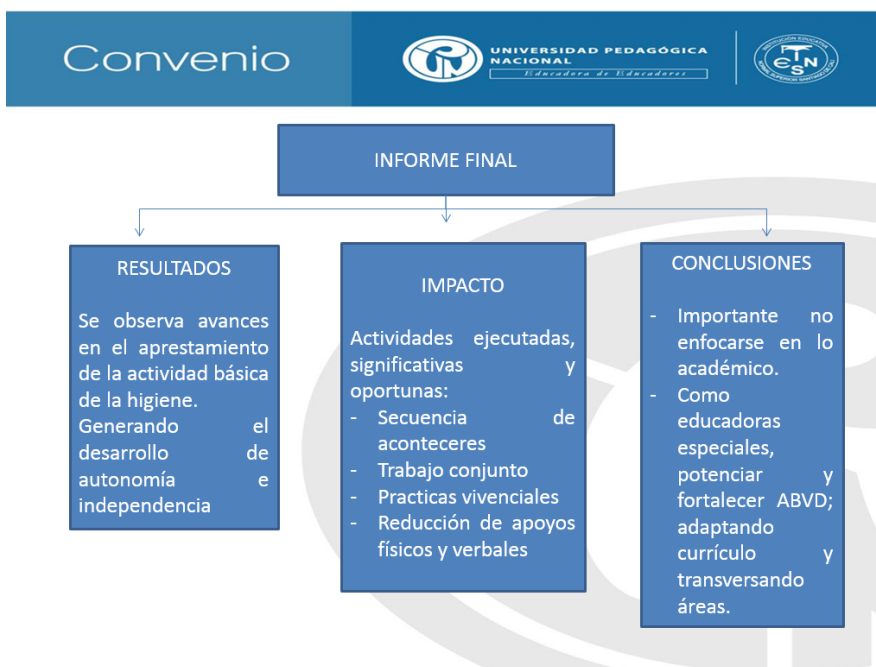 Convenio
UNIVERSIDAD PEDAGÓGICA
NACIONAL
Educadora de Educadores
INFORME FINAL
RESULTADOS
Se observa avances
en el aprestamiento
de la actividad básica
de la higiene.
Generando el
desarrollo de
autonomía e
independencia
IMPACTO
Actividades ejecutadas,
significativas y
oportunas:
- Secuencia de
aconteceres
- Trabajo conjunto
- Practicas vivenciales
- Reducción de apoyos
físicos y verbales
CONCLUSIONES
- Importante no
enfocarse en lo
académico.
- Como
educadoras
especiales,
potenciar y
fortalecer ABVD;
adaptando
currículo y
transversando
áreas.